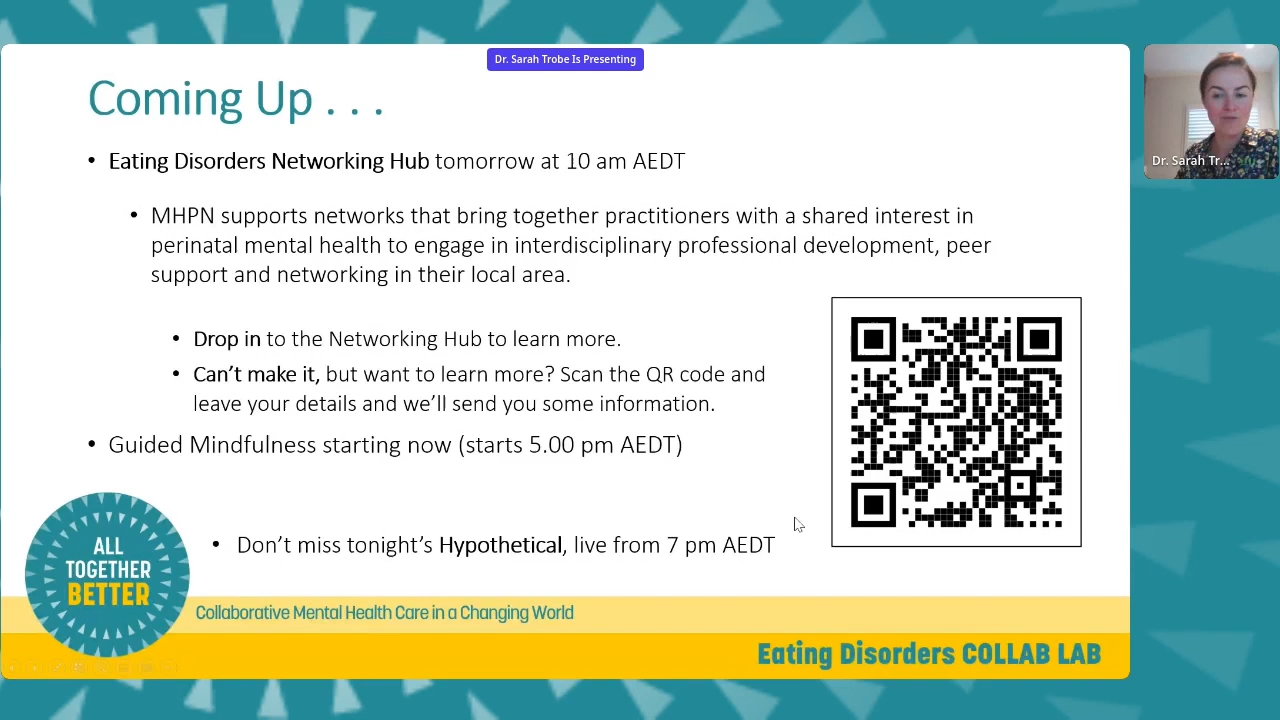 Dr. Sarah Trobe Is Presenting
Coming Up . . .
• Eating Disorders Networking Hub tomorrow at 10 am AEDT
• MHPN supports networks that bring together practitioners with a shared interest in
perinatal mental health to engage in interdisciplinary professional development, peer
support and networking in their local area.
• Drop in to the Networking Hub to learn more.
• Can't make it, but want to learn more? Scan the QR code and
leave your details and we'll send you some information.
• Guided Mindfulness starting now (starts 5.00 pm AEDT)
• Don't miss tonight's Hypothetical, live from 7 pm AEDT
ALL
TOGETHER
BETTER
Collaborative Mental Health Care in a Changing World
Eating Disorders COLLAB LAB
Dr. Sarah Tr...